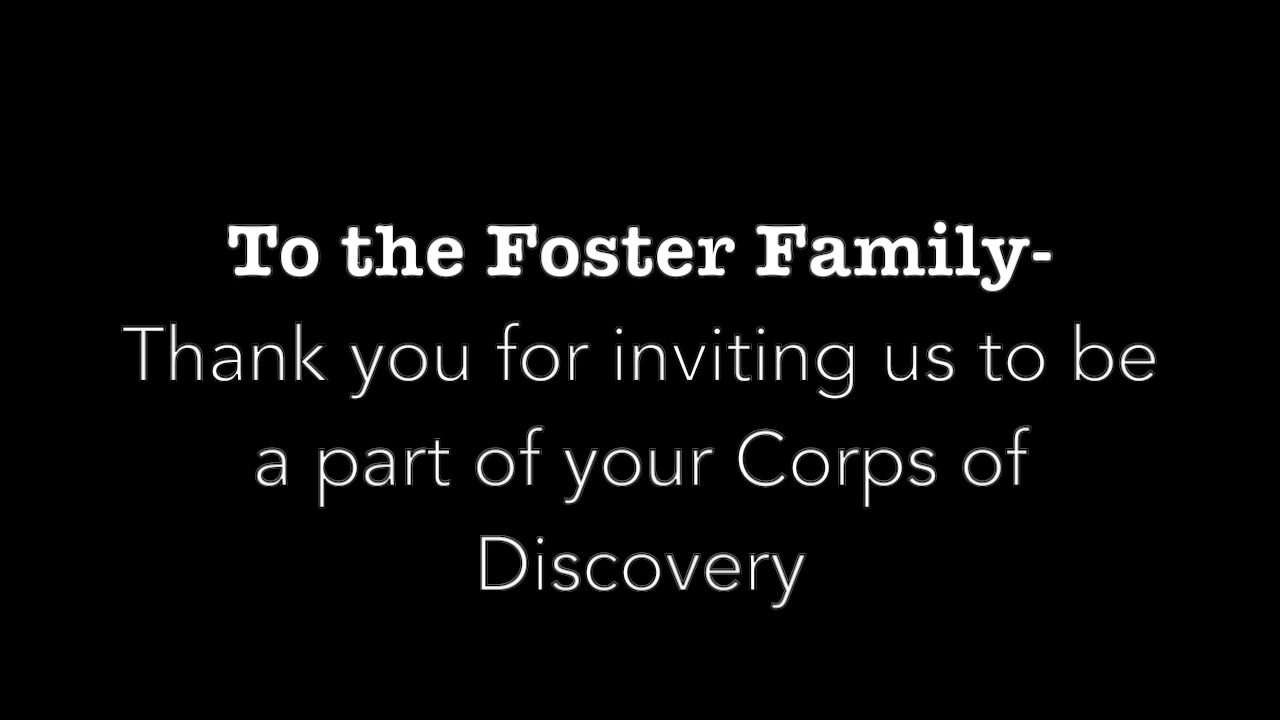 To the Foster Family-
Thank you for inviting us to be
a part of your Corps of
Discovery